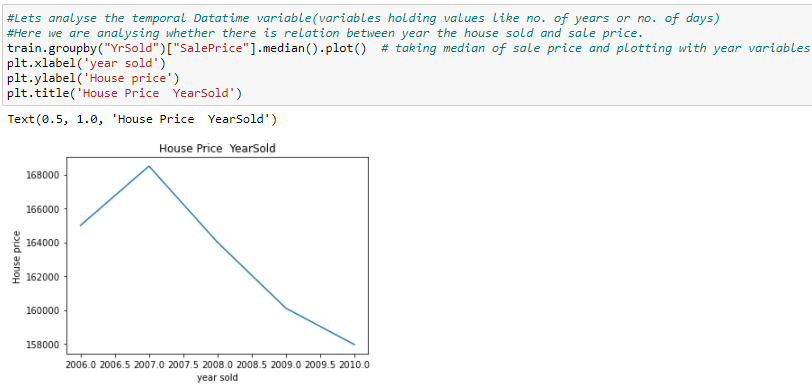 #Lets analyse the temporal Datatime variable(variables holding values like no. of years or no. of days)
#Here we are analysing whether there is relation between year the house sold and sale price.
train.groupby("YrSold")["SalePrice"].median().plot()  # taking median of sale price and plotting with year variables
plt.xlabel('year sold')
plt.ylabel('House price')
plt.title('House Price  YearSold')
Text(0.5, 1.0, 'House Price  YearSold')
House Price YearSold
168000
166000
164000
162000
160000
158000
House price
2006.0 2006.5 2007.0 2007.5 2008.0 2008.5 2009.0 2009.5 2010.0
year sold